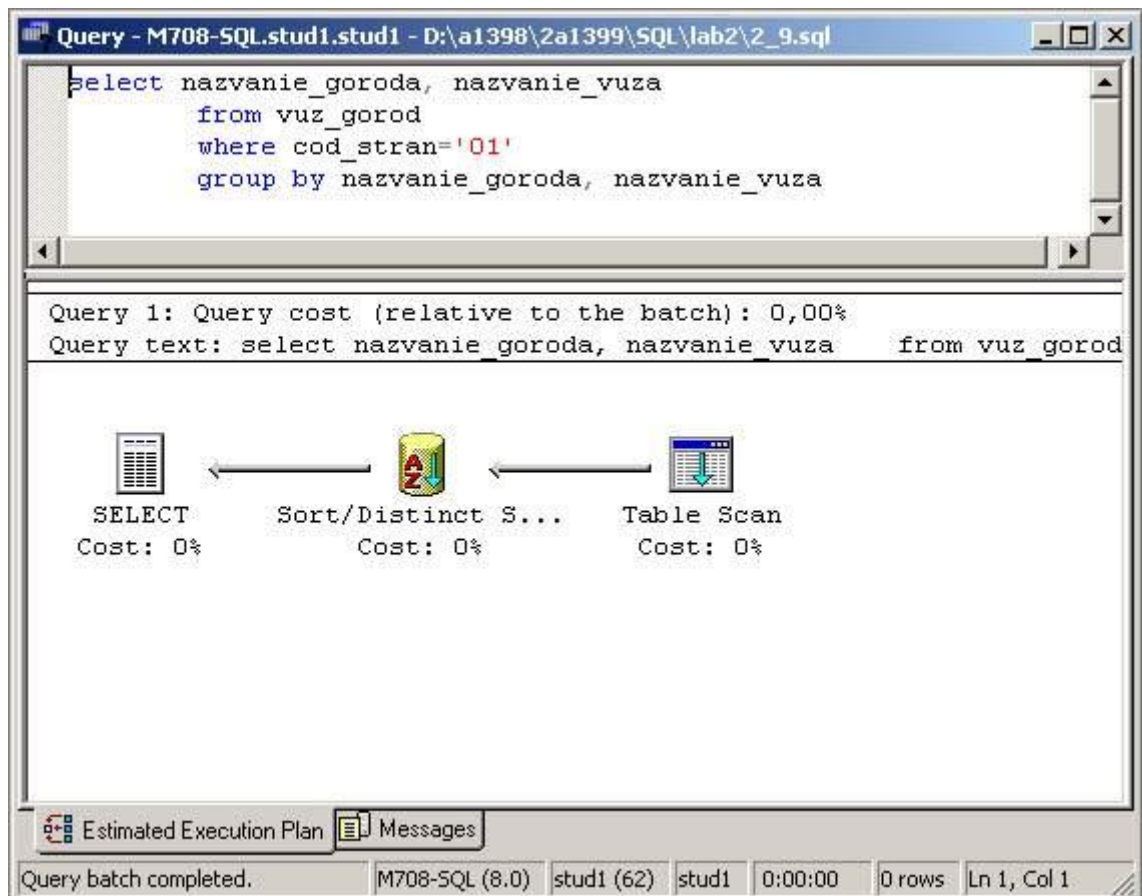 Query - M708-SQL.stud1.stud1 - D:\a1398\2a1399\SQL\lab2\2_9.sql
select nazvanie_goroda, nazvanie_vuza
from vuz_gorod
where cod_stran='01'
group by nazvanie_goroda, nazvanie_vuza
Query 1: Query cost (relative to the batch): 0,00%
Query text: select nazvanie_goroda, nazvanie_vuza from vuz_gorod
SELECT Sort/Distinct S... Table Scan
Cost: 0% Cost: 0% Cost: 0%
Estimated Execution Plan Messages
Query batch completed. M708-SQL (8.0) stud1 (62) stud1 0:00:00 0 rows Ln 1, Col 1